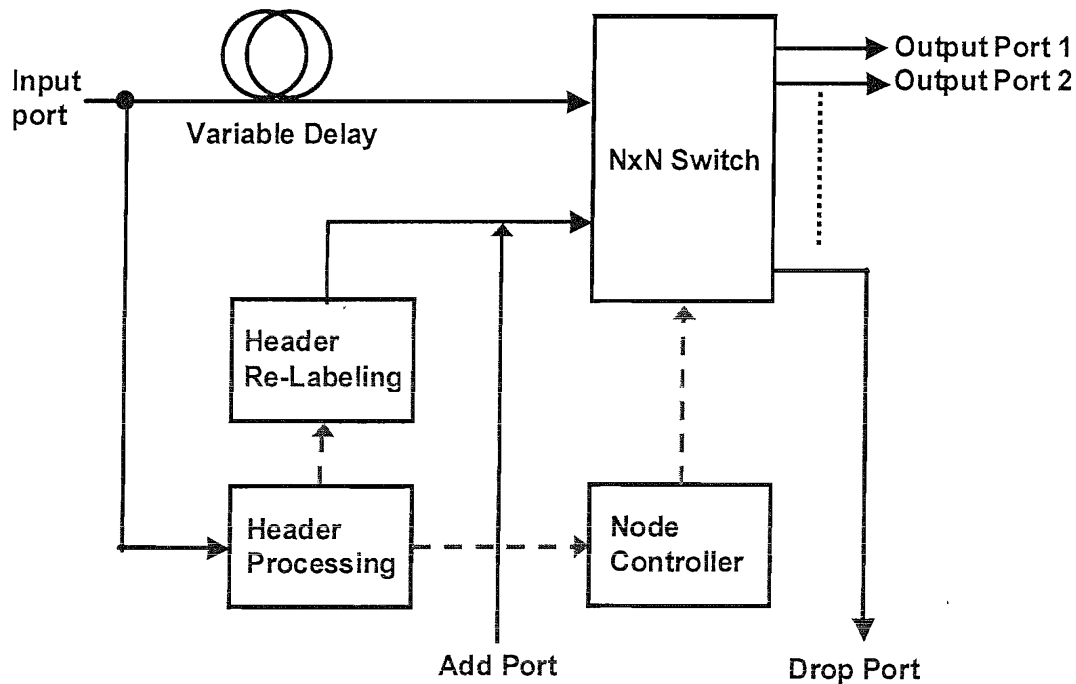 Input
port
Variable Delay
NxN Switch
Output Port 1
Output Port 2
Header
Re-Labeling
Header
Processing
Node
Controller
Add Port
Drop Port